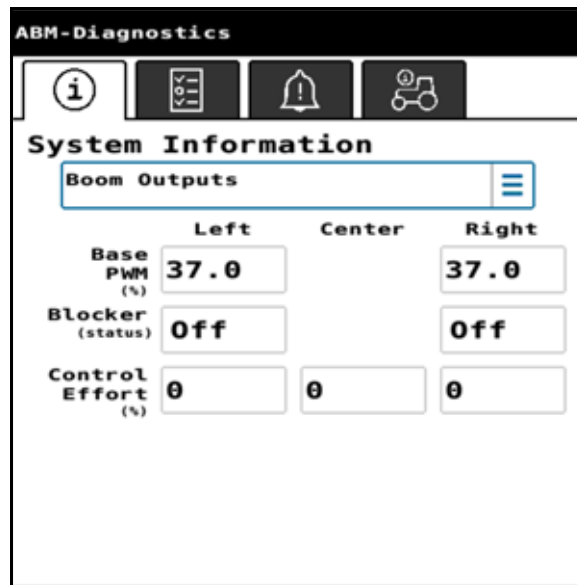 ABM-Diagnostics
System Information
Boom Outputs
Left Center Right
Base
PWM 37.0 37.0
(%)
Blocker
(status) Off Off
Control
Effort 0 0 0
(%)